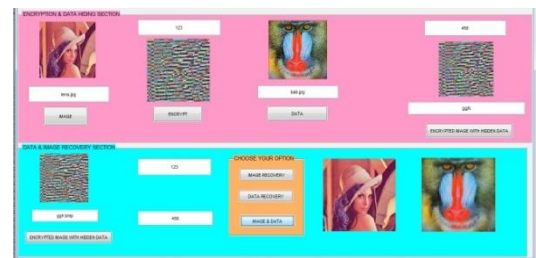 ENCRYPTION & DATA HIDING SECTION
123
456
lena.jpg
bab.jpg
ggh
IMAGE
ENCRYPT
DATA
ENCRYPTED IMAGE WITH HIDDEN DATA
DATA & IMAGE RECOVERY SECTION
CHOOSE YOUR OPTION
123
IMAGE RECOVERY
DATA RECOVERY
ggh.bmp
456
IMAGE & DATA
ENCRYPTED IMAGE WITH HIDDEN DATA